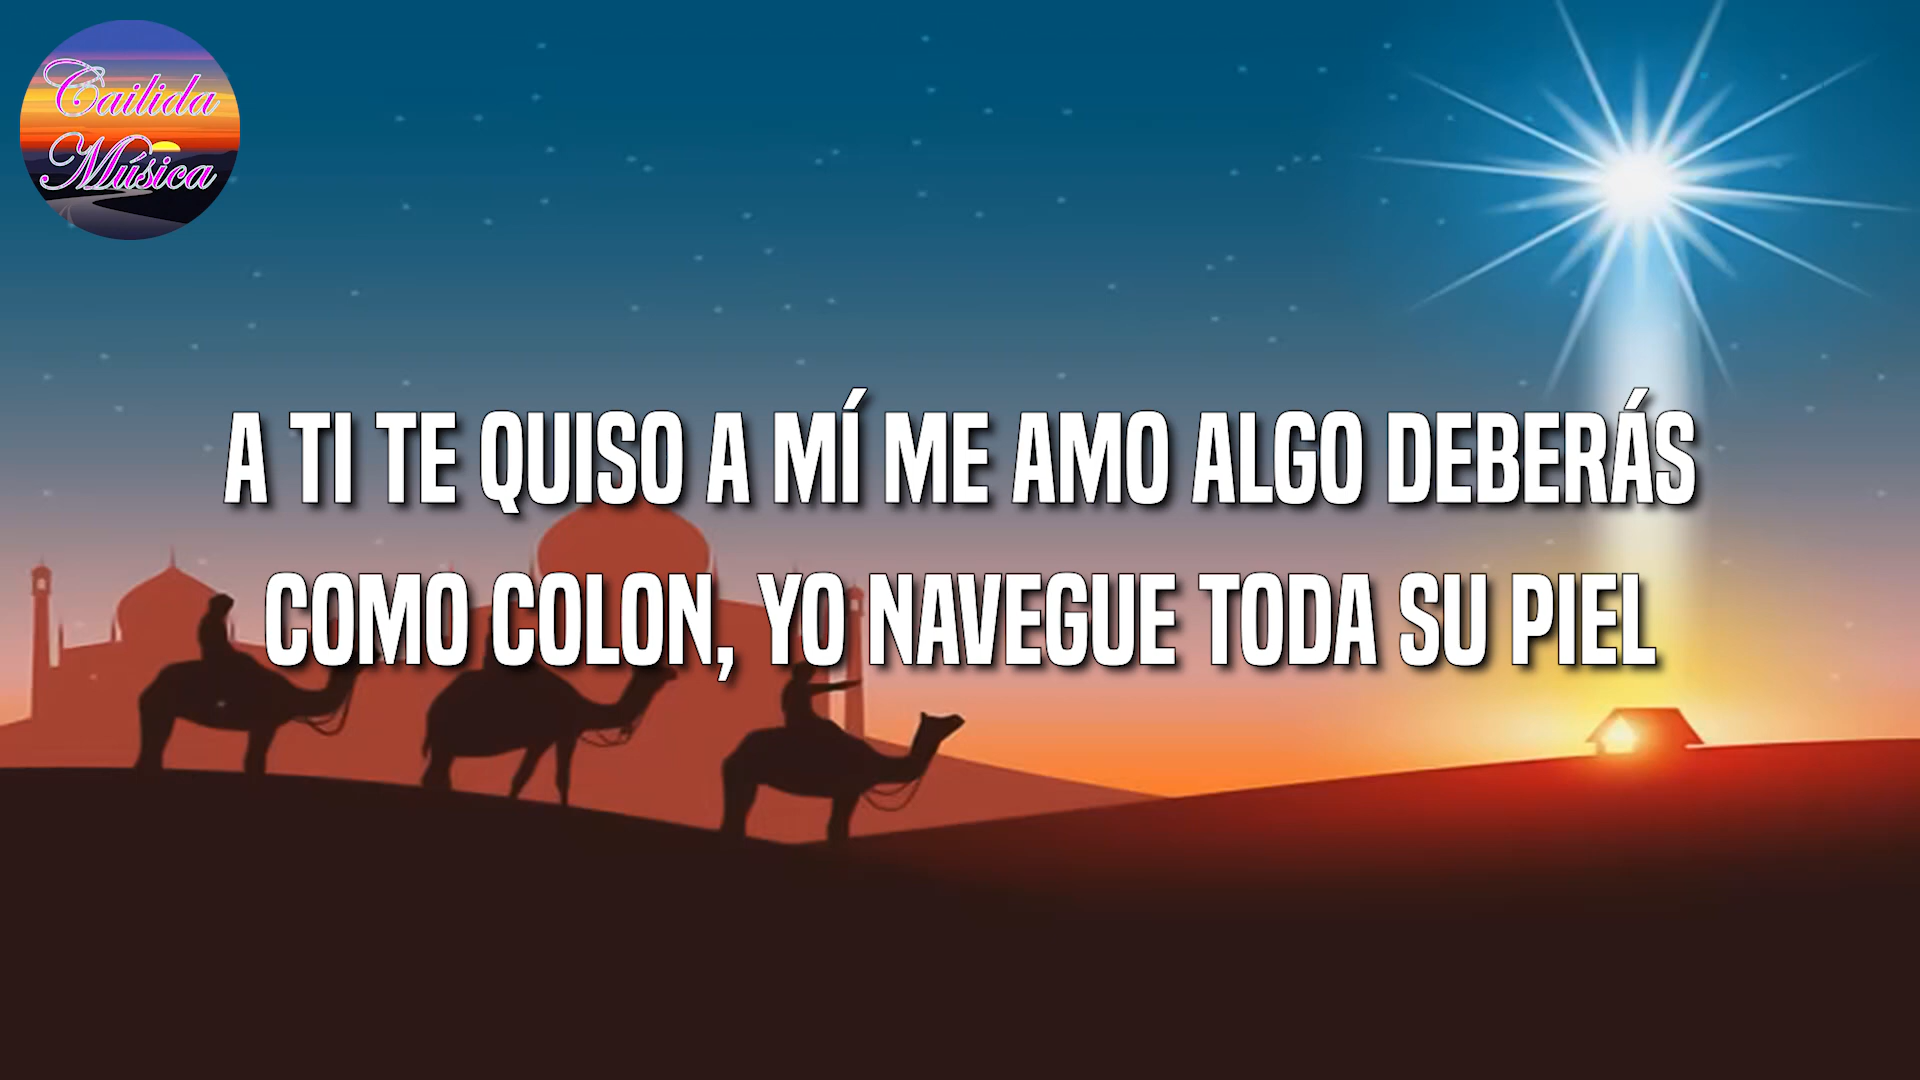 Cailida
Música
A TI TE QUISO A MÍ ME AMO ALGO DEBERÁS
COMO COLON, YO NAVEGUE TODA SU PIEL